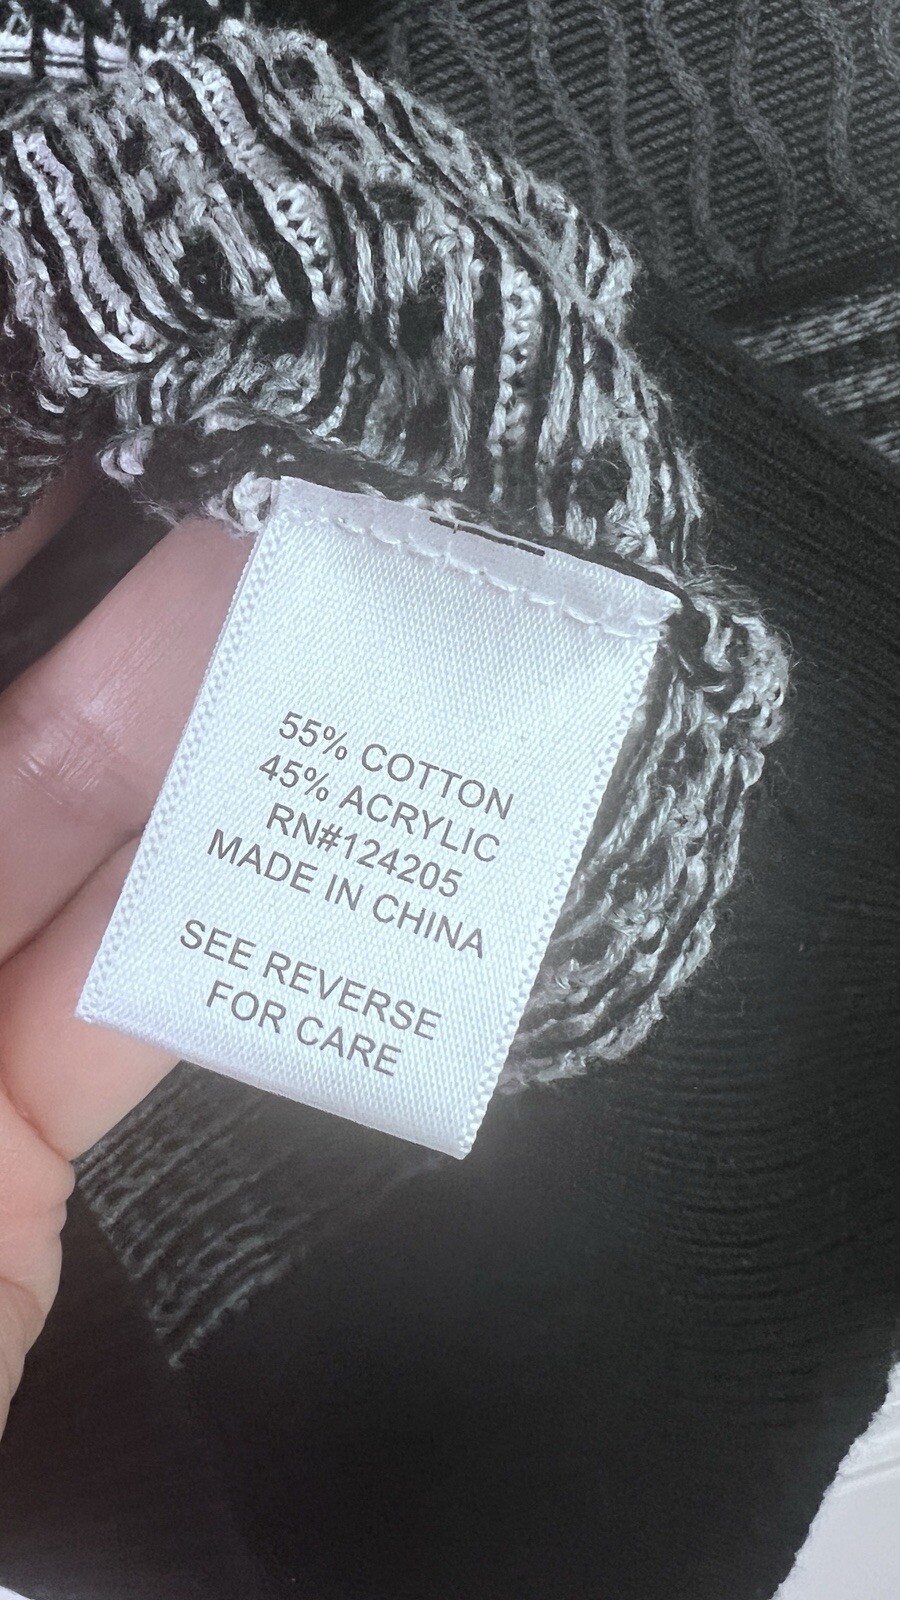 55% COTTON
45% ACRYLIC
RN#124205
MADE IN CHINA
SEE REVERSE
FOR CARE